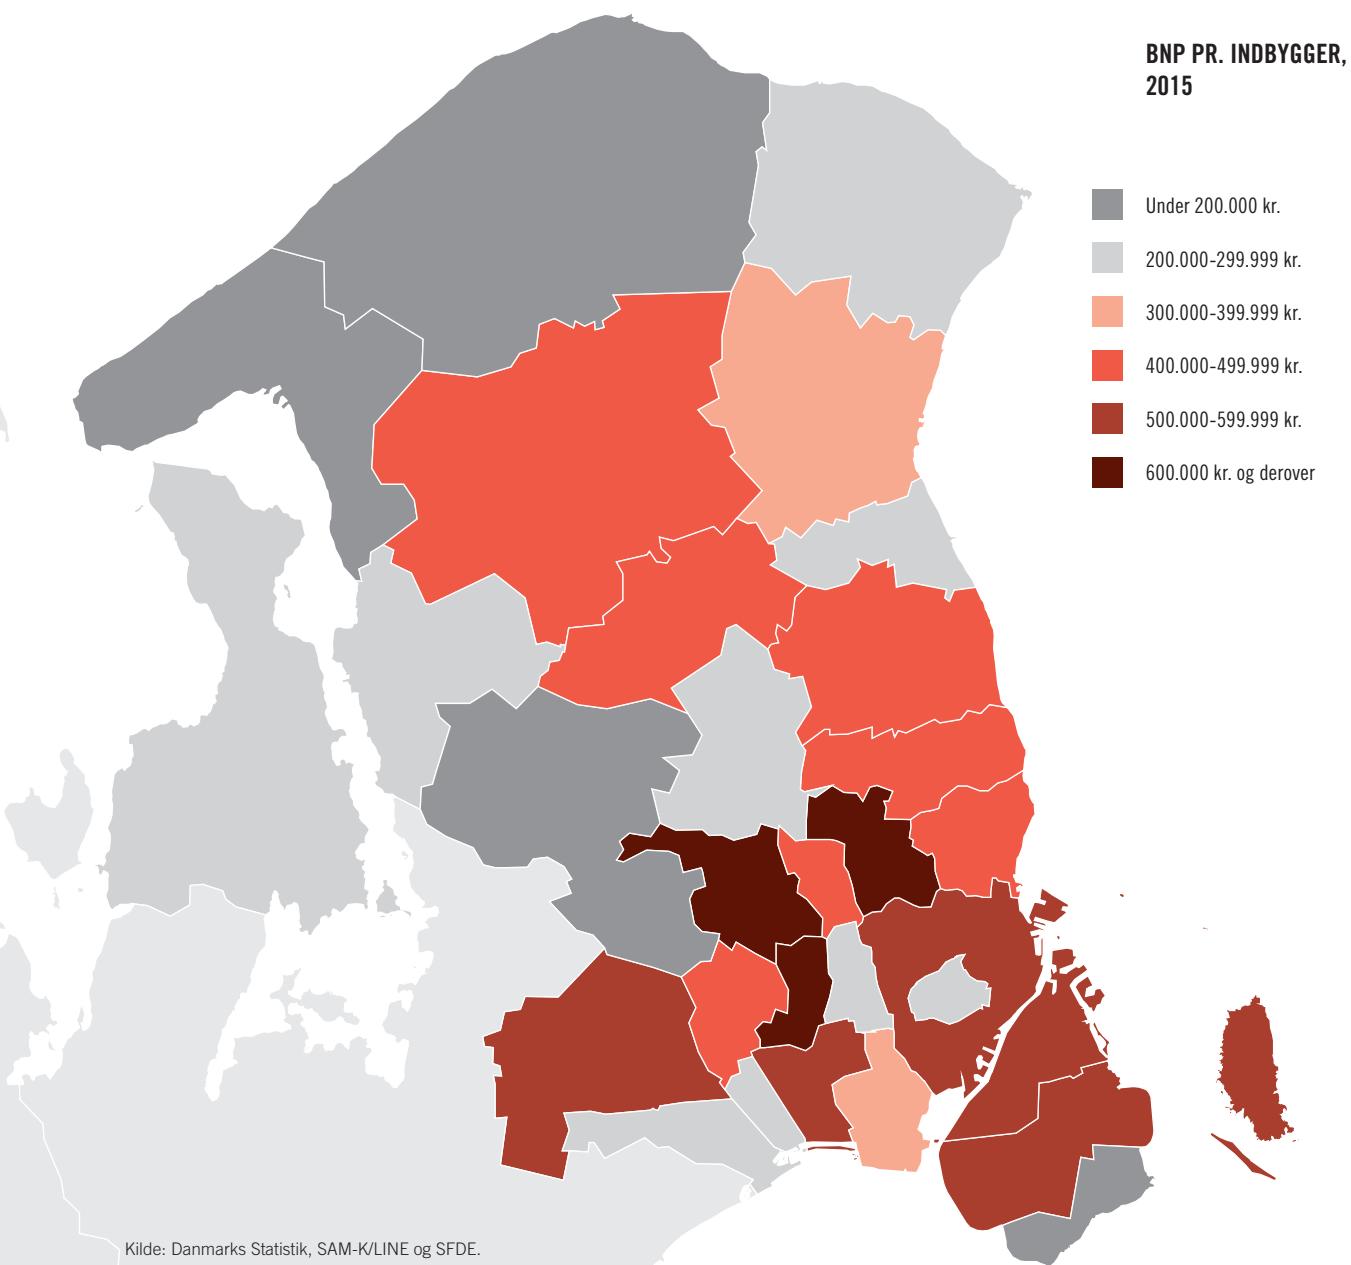 BNP PR. INDBYGGER,
2015
Under 200.000 kr.
200.000-299.999 kr.
300.000-399.999 kr.
400.000-499.999 kr.
500.000-599.999 kr.
600.000 kr. og derover
Kilde: Danmarks Statistik, SAM-K/LINE og SFDE.